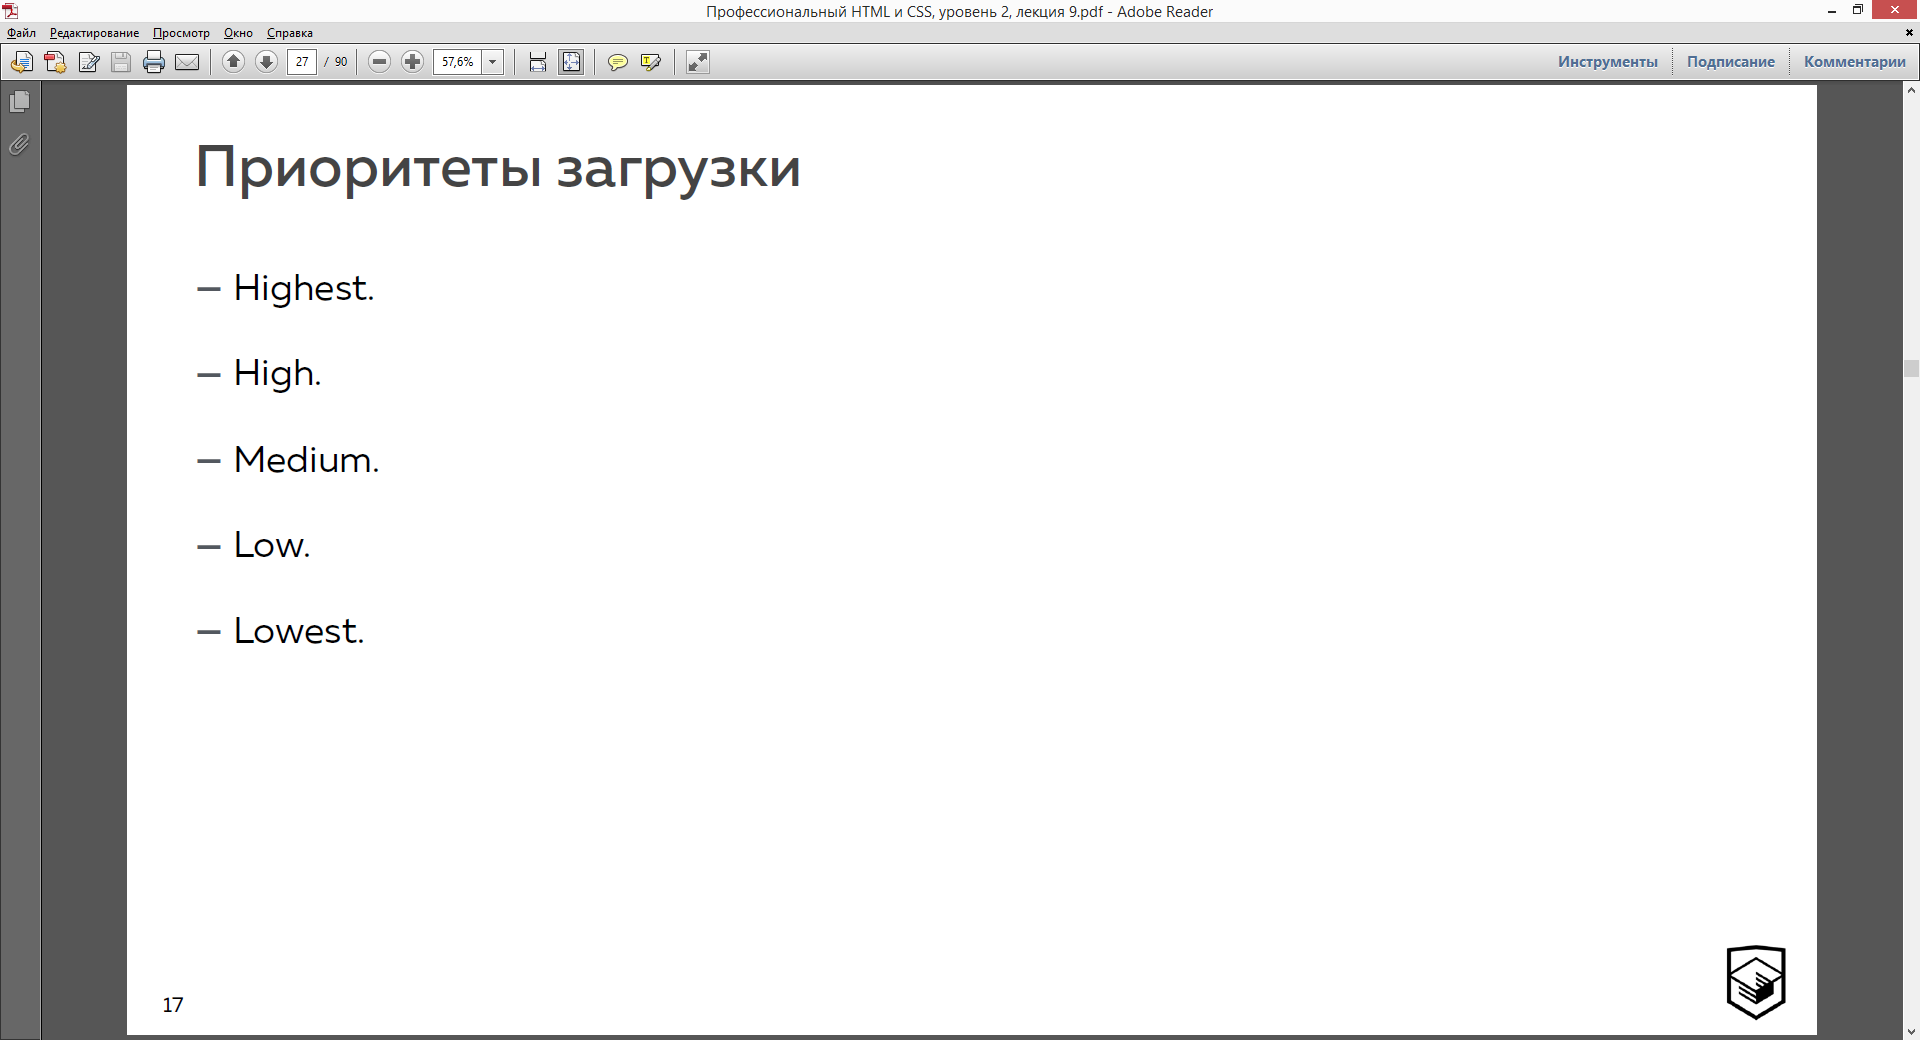 Профессиональный HTML и CSS, уровень 2, лекция 9.pdf - Adobe Reader
Файл Редактирование Просмотр Окно Справка
27 / 90 57,6% Инструменты Подписание Комментарии
Приоритеты загрузки
– Highest.
– High.
– Medium.
– Low.
– Lowest.
17